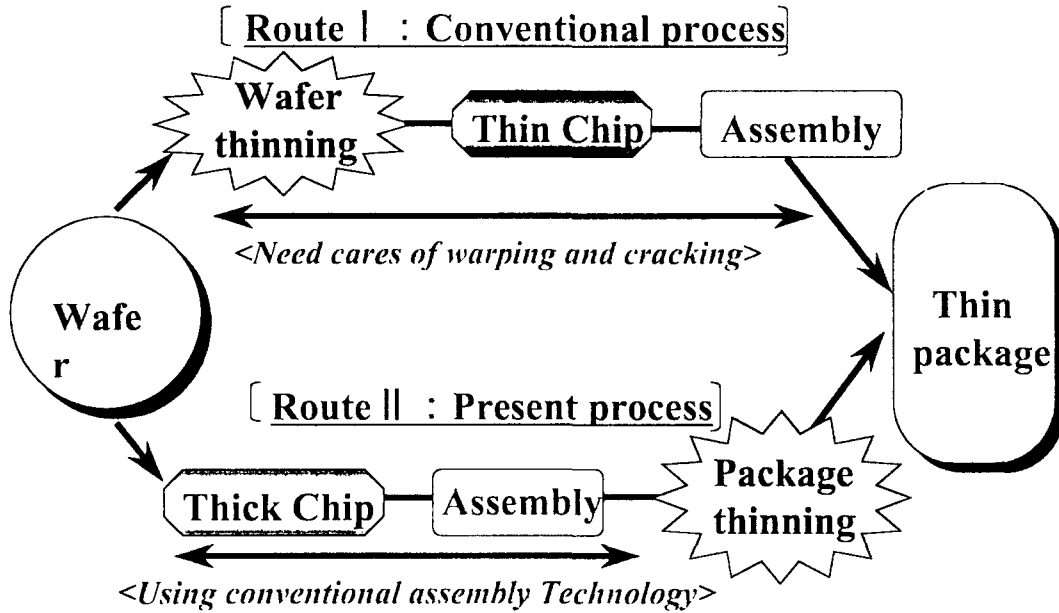 [ Route Ⅰ : Conventional process]
Wafer
thinning
Thin Chip
Assembly
<Need cares of warping and cracking>
Wafe
r
Thin
package
[ Route Ⅱ : Present process]
Thick Chip
Assembly
Package
thinning
<Using conventional assembly Technology>